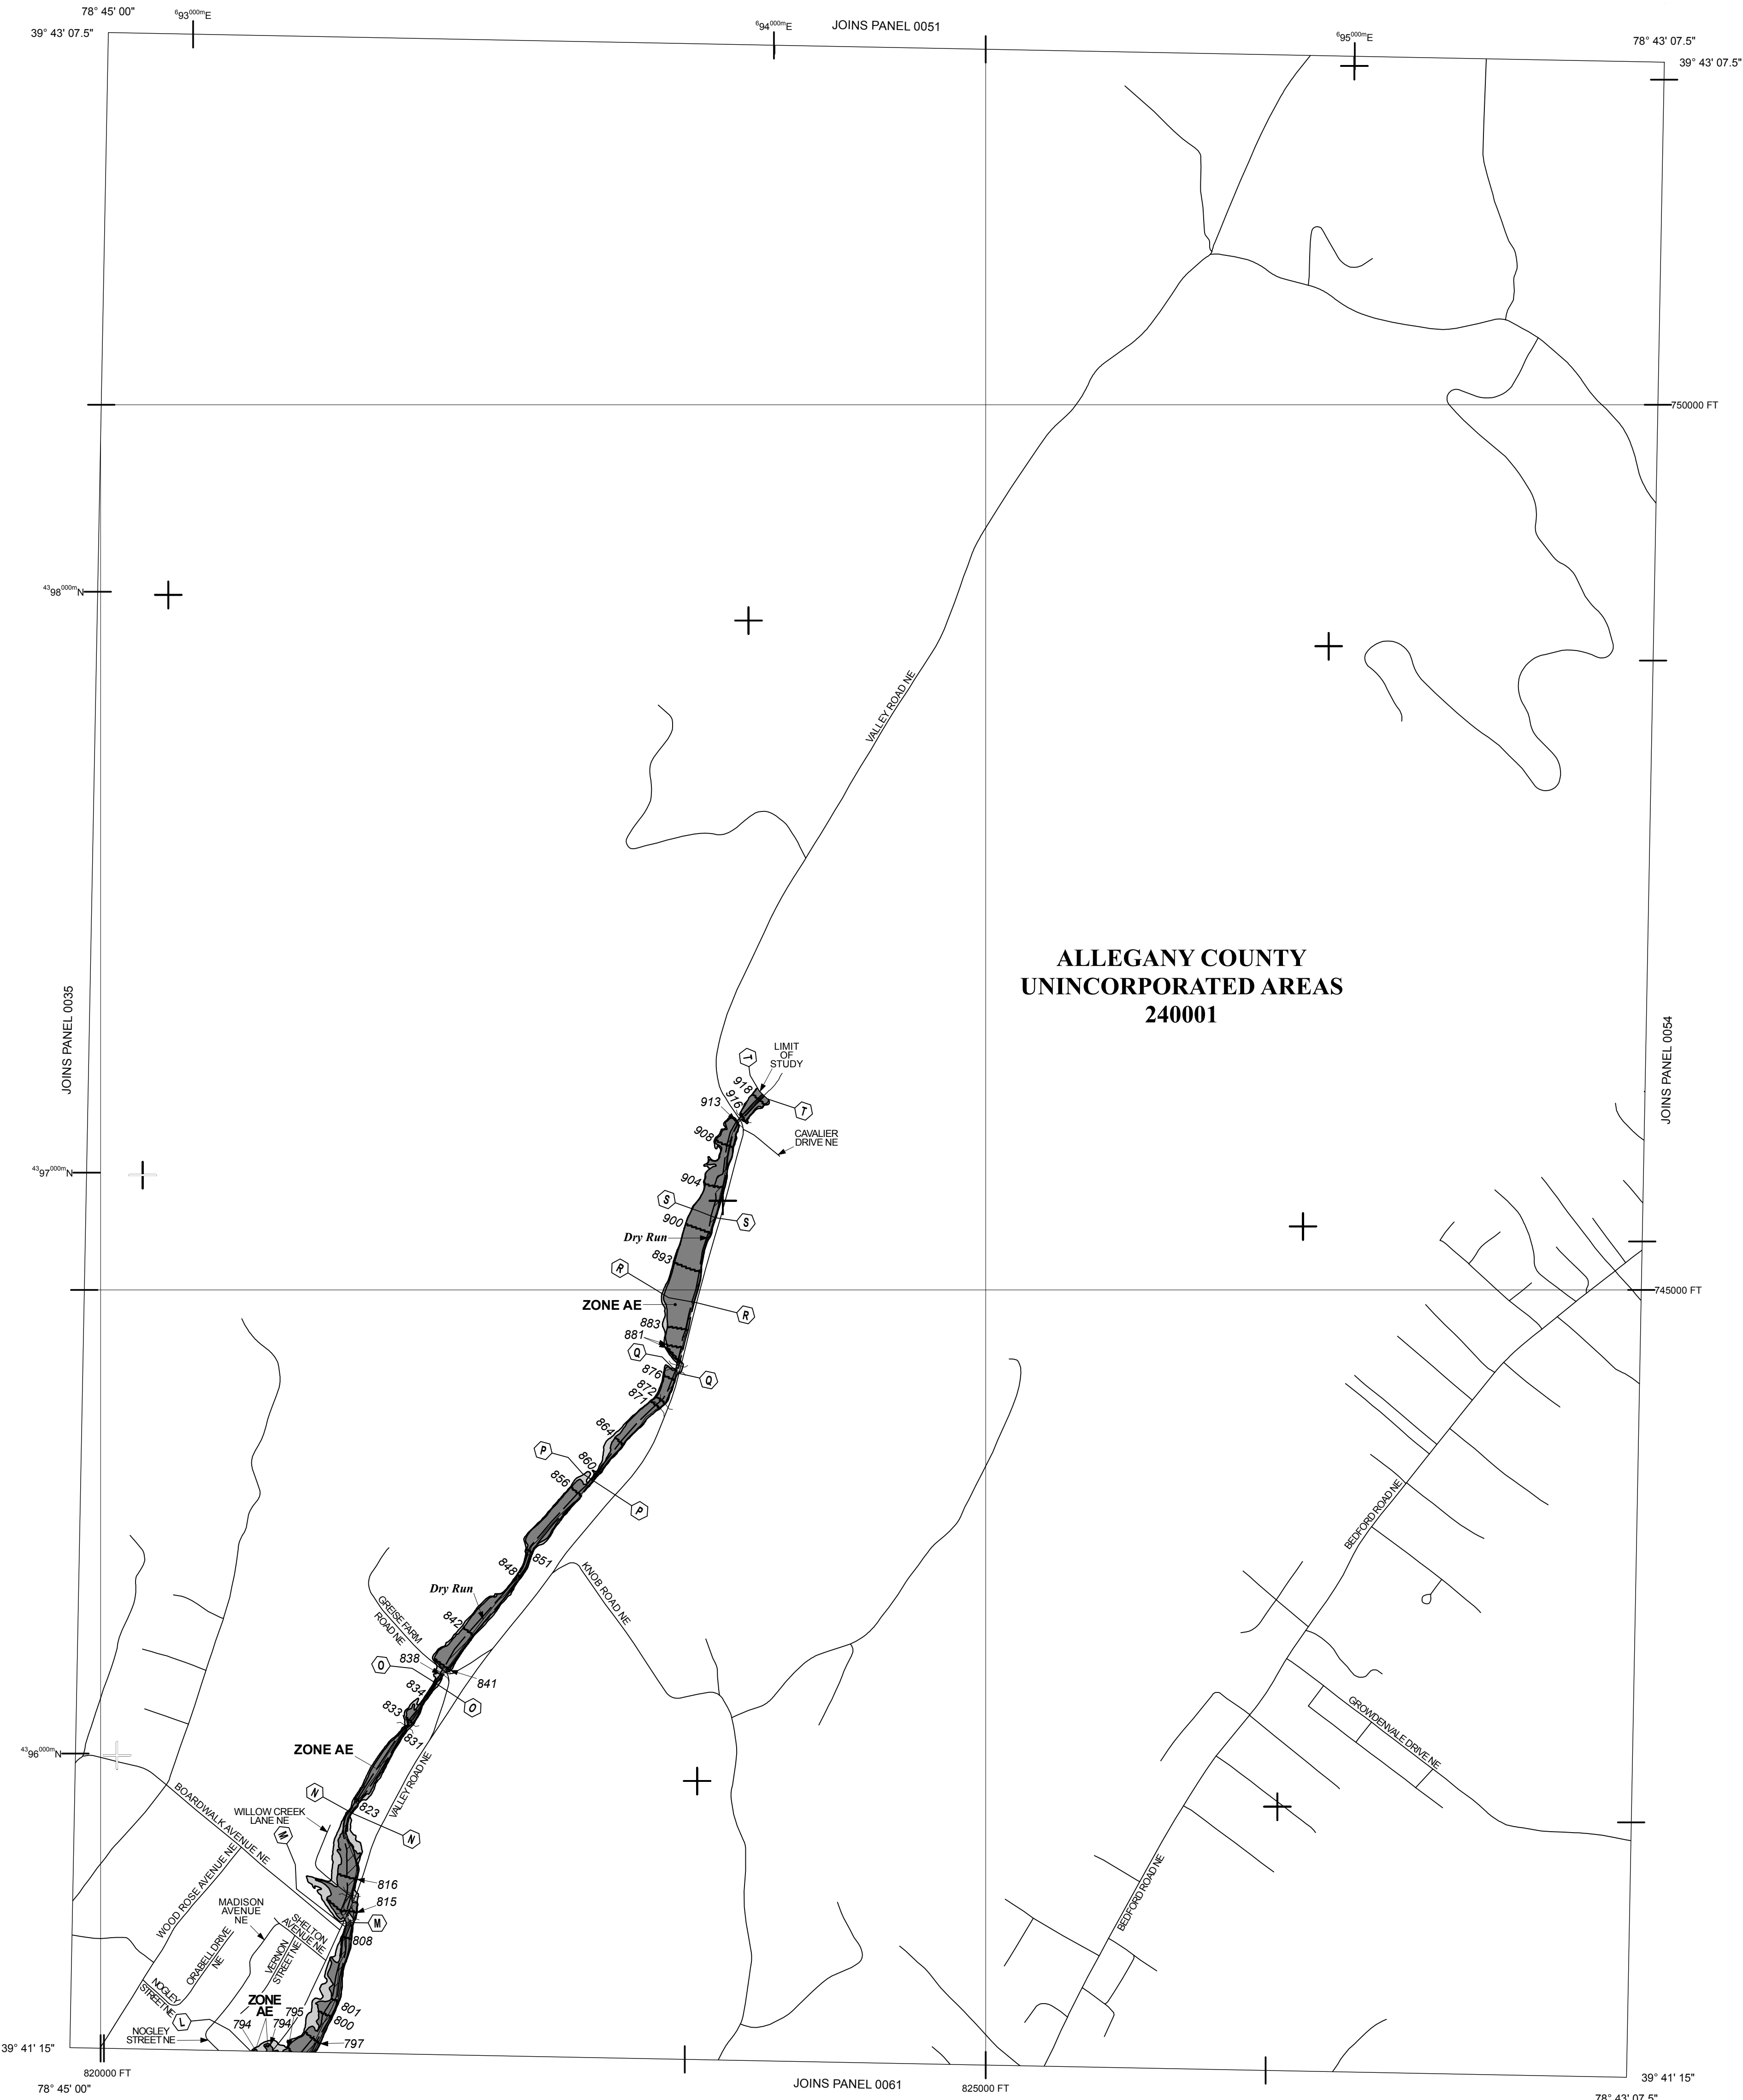 78° 45' 00"
693000mE
694000mE
JOINS PANEL 0051
695000mE
78° 43' 07.5"
39° 43' 07.5"
39° 43' 07.5"
750000 FT
4398000mN
VALLEY ROAD NE
ALLEGANY COUNTY
UNINCORPORATED AREAS
240001
JOINS PANEL 0035
JOINS PANEL 0054
T
LIMIT
OF
STUDY
918
916
913
T
908
CAVALIER
DRIVE NE
4397000mN
904
S
S
900
Dry Run
893
R
ZONE AE
745000 FT
R
883
881
Q
876
Q
872
871
864
P
860
856
P
BEDFORD ROAD NE
851
848
KNOB ROAD NE
Dry Run
GREISE FARM
ROAD NE
842
838
O
841
834
O
833
GROWDENVALE DRIVE NE
831
ZONE AE
4396000mN
VALLEY ROAD NE
N
823
BOARDWALK AVENUE NE
WILLOW CREEK
LANE NE
N
M
WOOD ROSE AVENUE NE
816
BEDFORD ROAD NE
815
MADISON
AVENUE
NE
SHELTON
AVENUE NE
M
808
ORABELL DRIVE
NE
VERNON
STREET NE
NOGLEY
STREET NE
ZONE
AE
801
800
795
794
794
L
NOGLEY
STREET NE
797
39° 41' 15"
820000 FT
78° 45' 00"
JOINS PANEL 0061
825000 FT
39° 41' 15"
78° 43' 07.5"